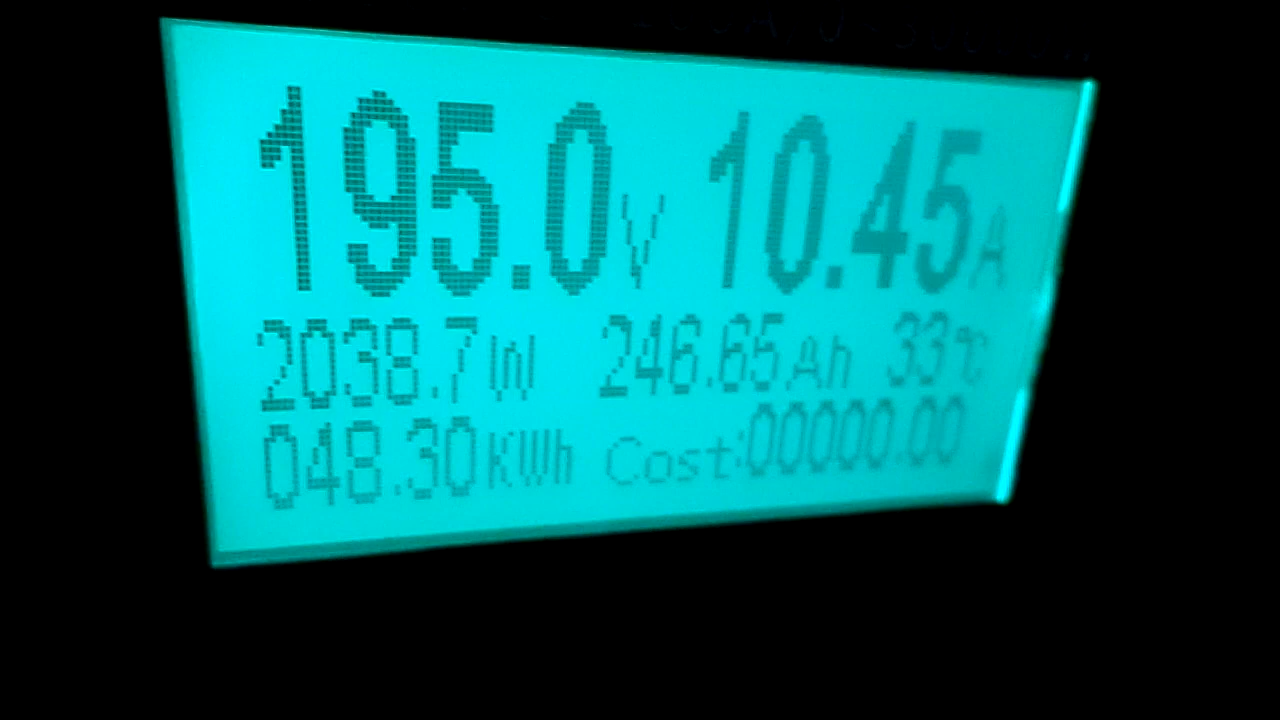 195.0V 10.45A
2038.7W 246.65Ah 33℃
048.30KWh Cost:00000.00